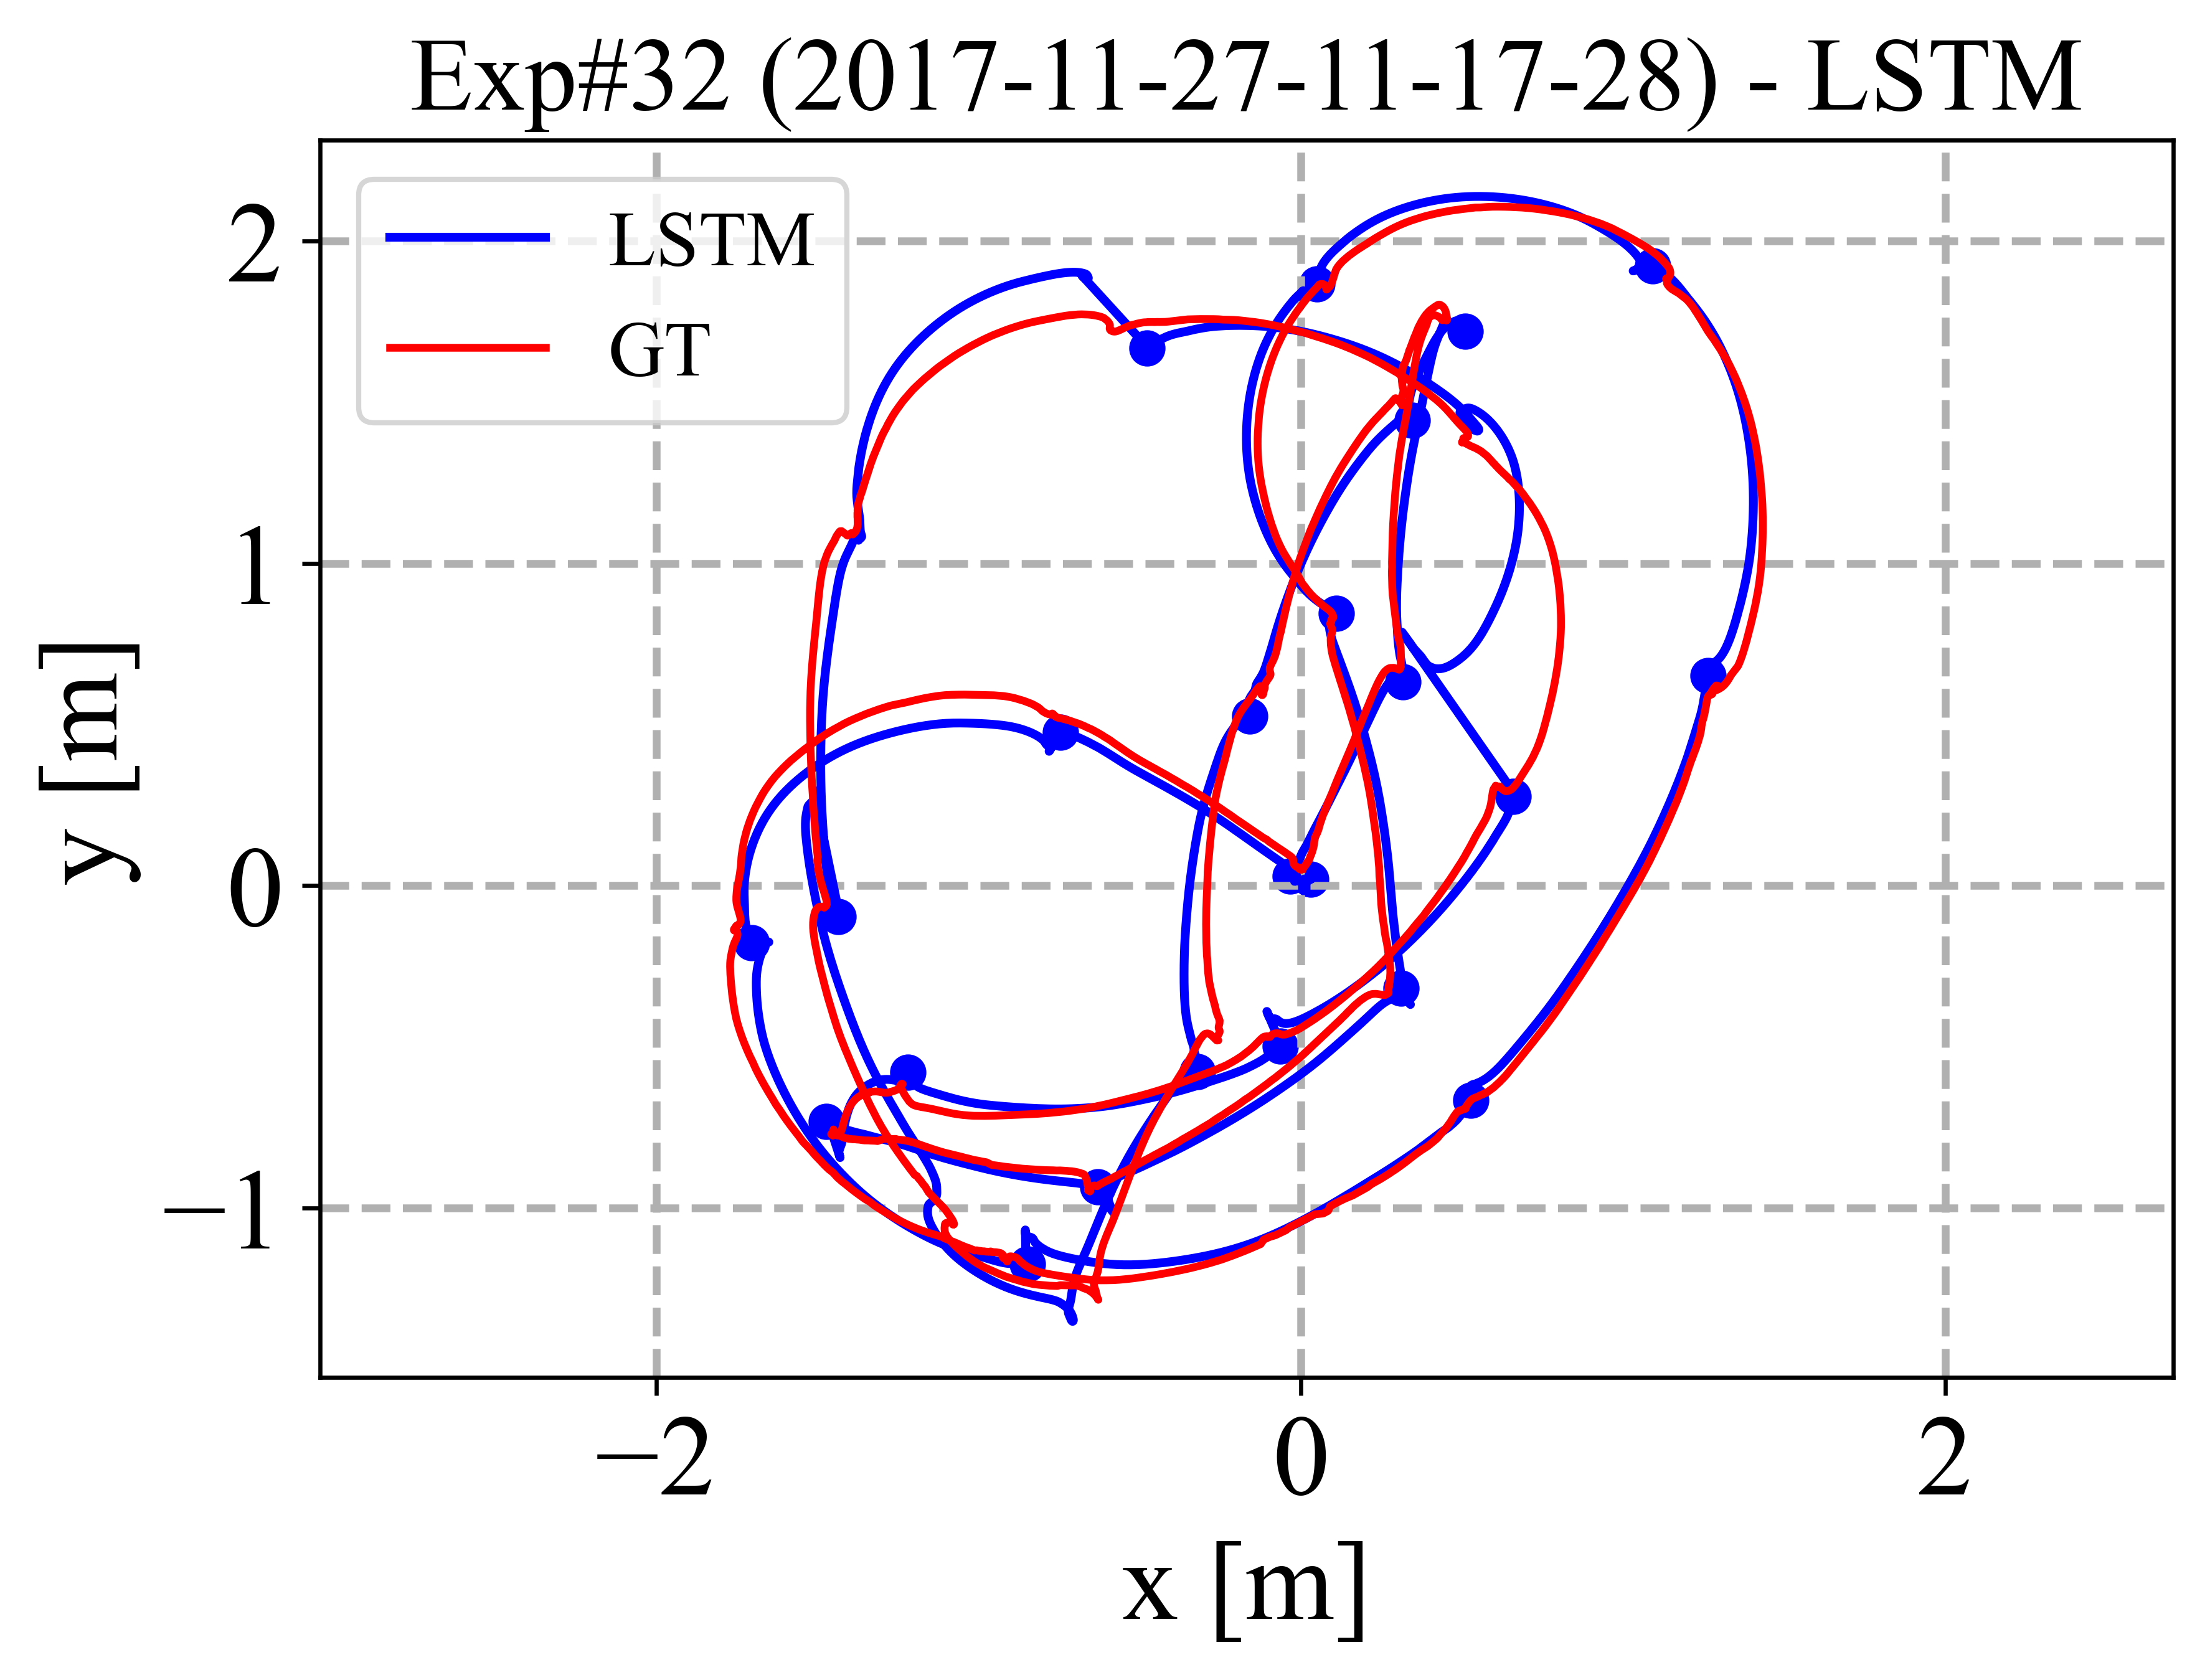 Exp#32 (2017-11-27-11-17-28) - LSTM
LSTM
GT
2
1
0
−1
y [m]
−2 0 2
x [m]